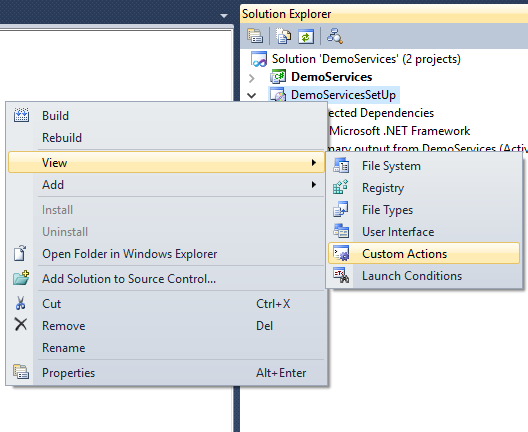 Solution Explorer
Solution 'DemoServices' (2 projects)
DemoServices
DemoServicesSetUp
ected Dependencies
Microsoft .NET Framework
mary output from DemoServices (Activ
Build
Rebuild
View
Add
Install
Uninstall
Open Folder in Windows Explorer
Add Solution to Source Control...
Cut Ctrl+X
Remove Del
Rename
Properties Alt+Enter
File System
Registry
File Types
User Interface
Custom Actions
Launch Conditions